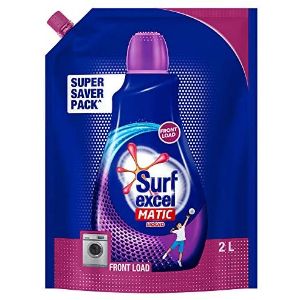 SUPER
SAVER
PACK^
FRONT
LOAD
Surf
excel
MATIC
LIQUID
2 L
FRONT LOAD